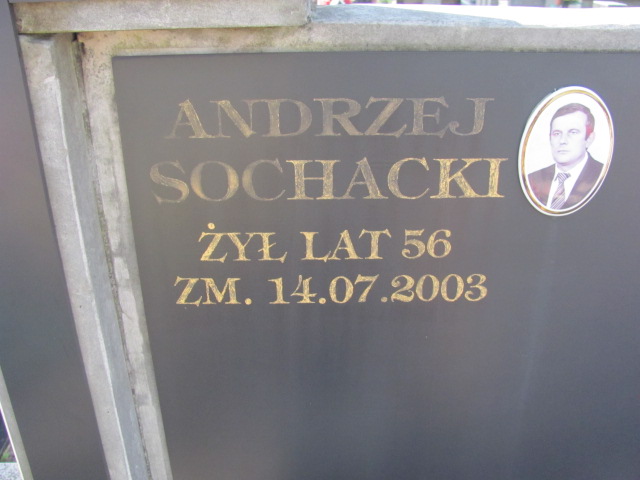 ANDRZEJ
SOCHACKI
ŻYŁ LAT 56
ZM. 14.07.2003